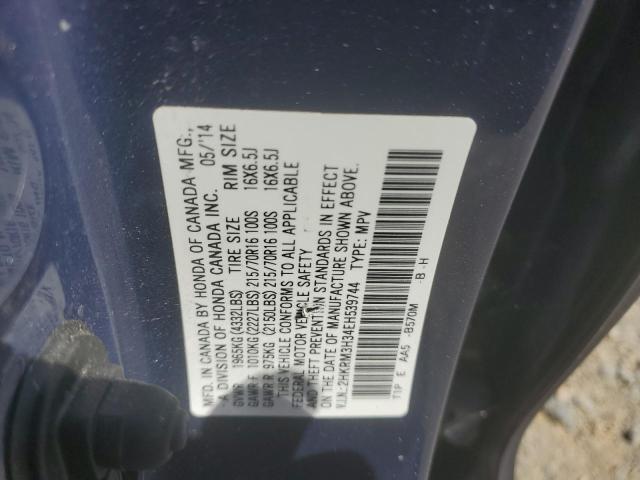 MFD. IN CANADA BY HONDA OF CANADA MFG.,
A DIVISION OF HONDA CANADA INC. 05/'14
GVWR 1965KG (4332LBS) TIRE SIZE RIM SIZE
GAWR F 1010KG (2227LBS) 215/70R16 100S 16X6.5J
GAWR R 975KG (2150LBS) 215/70R16 100S 16X6.5J
THIS VEHICLE CONFORMS TO ALL APPLICABLE
FEDERAL MOTOR VEHICLE SAFETY
AND THEFT PREVENTION STANDARDS IN EFFECT
ON THE DATE OF MANUFACTURE SHOWN ABOVE.
V.I.N.: 2HKRM3H34EH539744 TYPE: MPV
T1P E AA5 -B570M -B-H